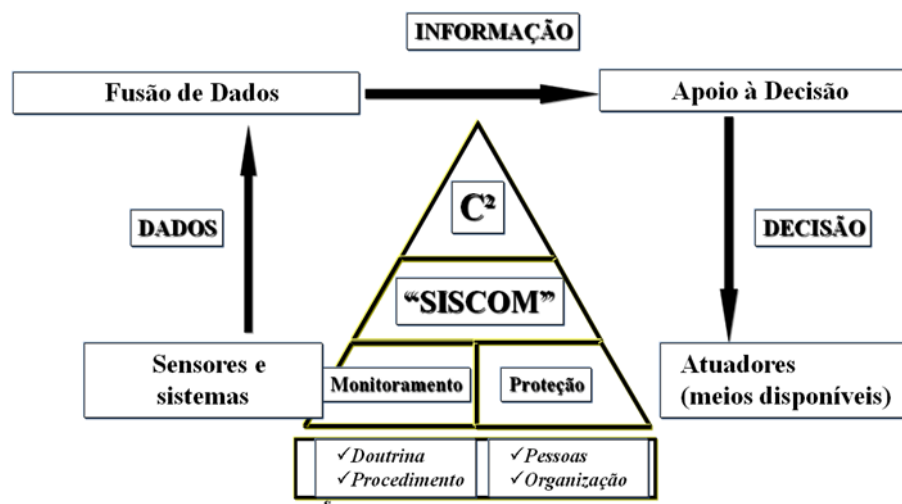 INFORMAÇÃO
Fusão de Dados
Apoio à Decisão
C²
DADOS
DECISÃO
“SISCOM”
Sensores e
sistemas
Monitoramento
Proteção
Atuadores
(meios disponíveis)
✓Doutrina
✓Procedimento
✓Pessoas
✓Organização